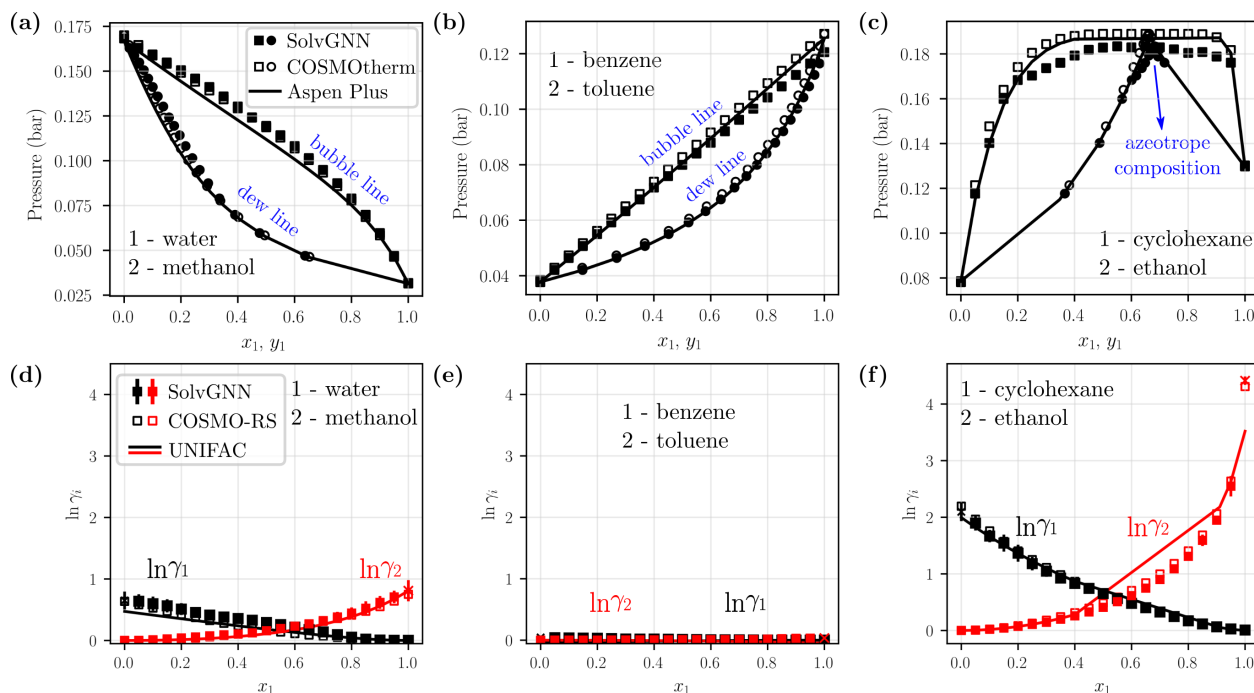 (a)
0.175
0.150
0.125
0.100
0.075
0.050
0.025
Pressure (bar)
SolvGNN
COSMOtherm
Aspen Plus
bubble line
dew line
1 - water
2 - methanol
0.0 0.2 0.4 0.6 0.8 1.0
x₁, y₁
(b)
0.12
0.10
0.08
0.06
0.04
Pressure (bar)
1 - benzene
2 - toluene
bubble line
dew line
0.0 0.2 0.4 0.6 0.8 1.0
x₁, y₁
(c)
0.18
0.16
0.18
0.12
0.10
0.08
Pressure (bar)
azeotrope
composition
1 - cyclohexane
2 - ethanol
0.0 0.2 0.4 0.6 0.8 1.0
x₁, y₁
(d)
4
3
2
1
0
ln γᵢ
SolvGNN
COSMO-RS
UNIFAC
1 - water
2 - methanol
lnγ₁
lnγ₂
0.0 0.2 0.4 0.6 0.8 1.0
x₁
(e)
4
3
2
1
0
ln γᵢ
1 - benzene
2 - toluene
lnγ₂
lnγ₁
0.0 0.2 0.4 0.6 0.8 1.0
x₁
(f)
4
3
2
1
0
ln γᵢ
1 - cyclohexane
2 - ethanol
lnγ₁
lnγ₂
0.0 0.2 0.4 0.6 0.8 1.0
x₁